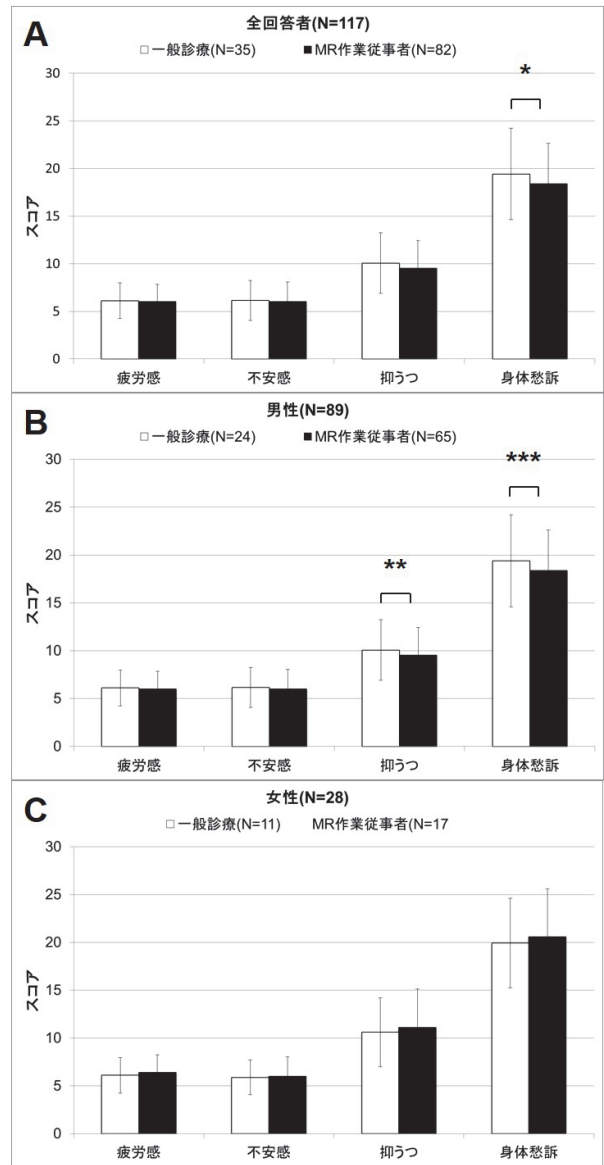 A
全回答者(N=117)
□一般診療(N=35) ■MR作業従事者(N=82)
スコア
30
25
20
15
10
5
0
*
疲労感 不安感 抑うつ 身体愁訴
B
男性(N=89)
□一般診療(N=24) ■MR作業従事者(N=65)
スコア
30
25
20
15
10
5
0
**
***
疲労感 不安感 抑うつ 身体愁訴
C
女性(N=28)
□一般診療(N=11) MR作業従事者(N=17
スコア
30
25
20
15
10
5
0
疲労感 不安感 抑うつ 身体愁訴